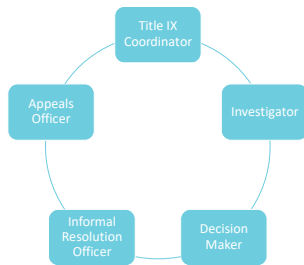 Title IX
Coordinator
Investigator
Decision
Maker
Informal
Resolution
Officer
Appeals
Officer